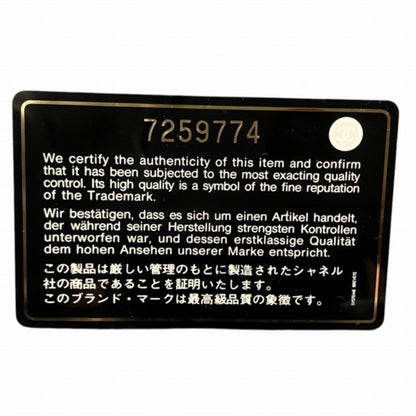 7259774
We certify the authenticity of this item and confirm
that it has been subjected to the most exacting quality
control. Its high quality is a symbol of the fine reputation
of the Trademark.
Wir bestätigen, dass es sich um einen Artikel handelt,
der während seiner Herstellung strengsten Kontrollen
unterworfen war, und dessen erstklassige Qualität
dem hohen Ansehen unserer Marke entspricht.
この製品は厳しい管理のもとに製造されたシャネル
社の商品であることを証明いたします。
このブランド・マークは最高級品質の象徴です。